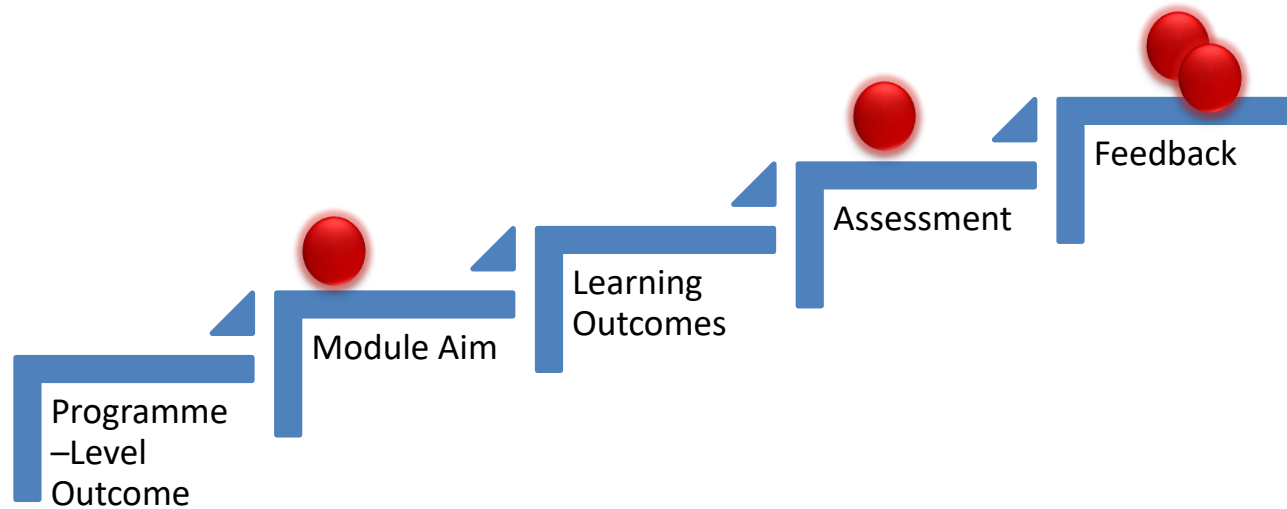 Programme
–Level
Outcome
Module Aim
Learning
Outcomes
Assessment
Feedback